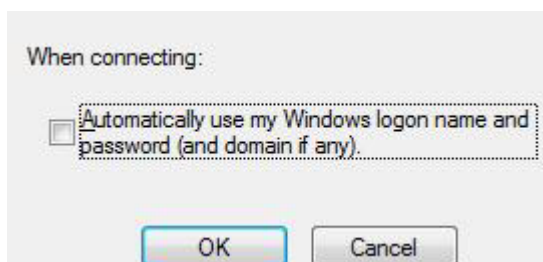 When connecting:
Automatically use my Windows logon name and
password (and domain if any).
OK
Cancel